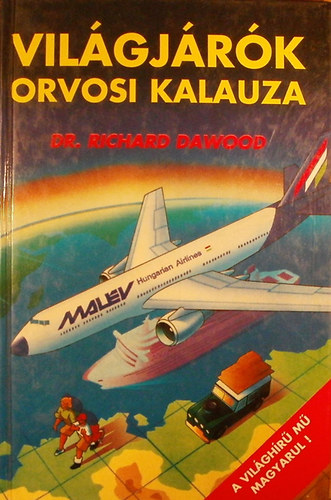 VILÁGJÁRÓK
ORVOSI KALAUZA
DR. RICHARD DAWOOD
MALÉV Hungarian Airlines
A VILÁGHÍRŰ MŰ
MAGYARUL!